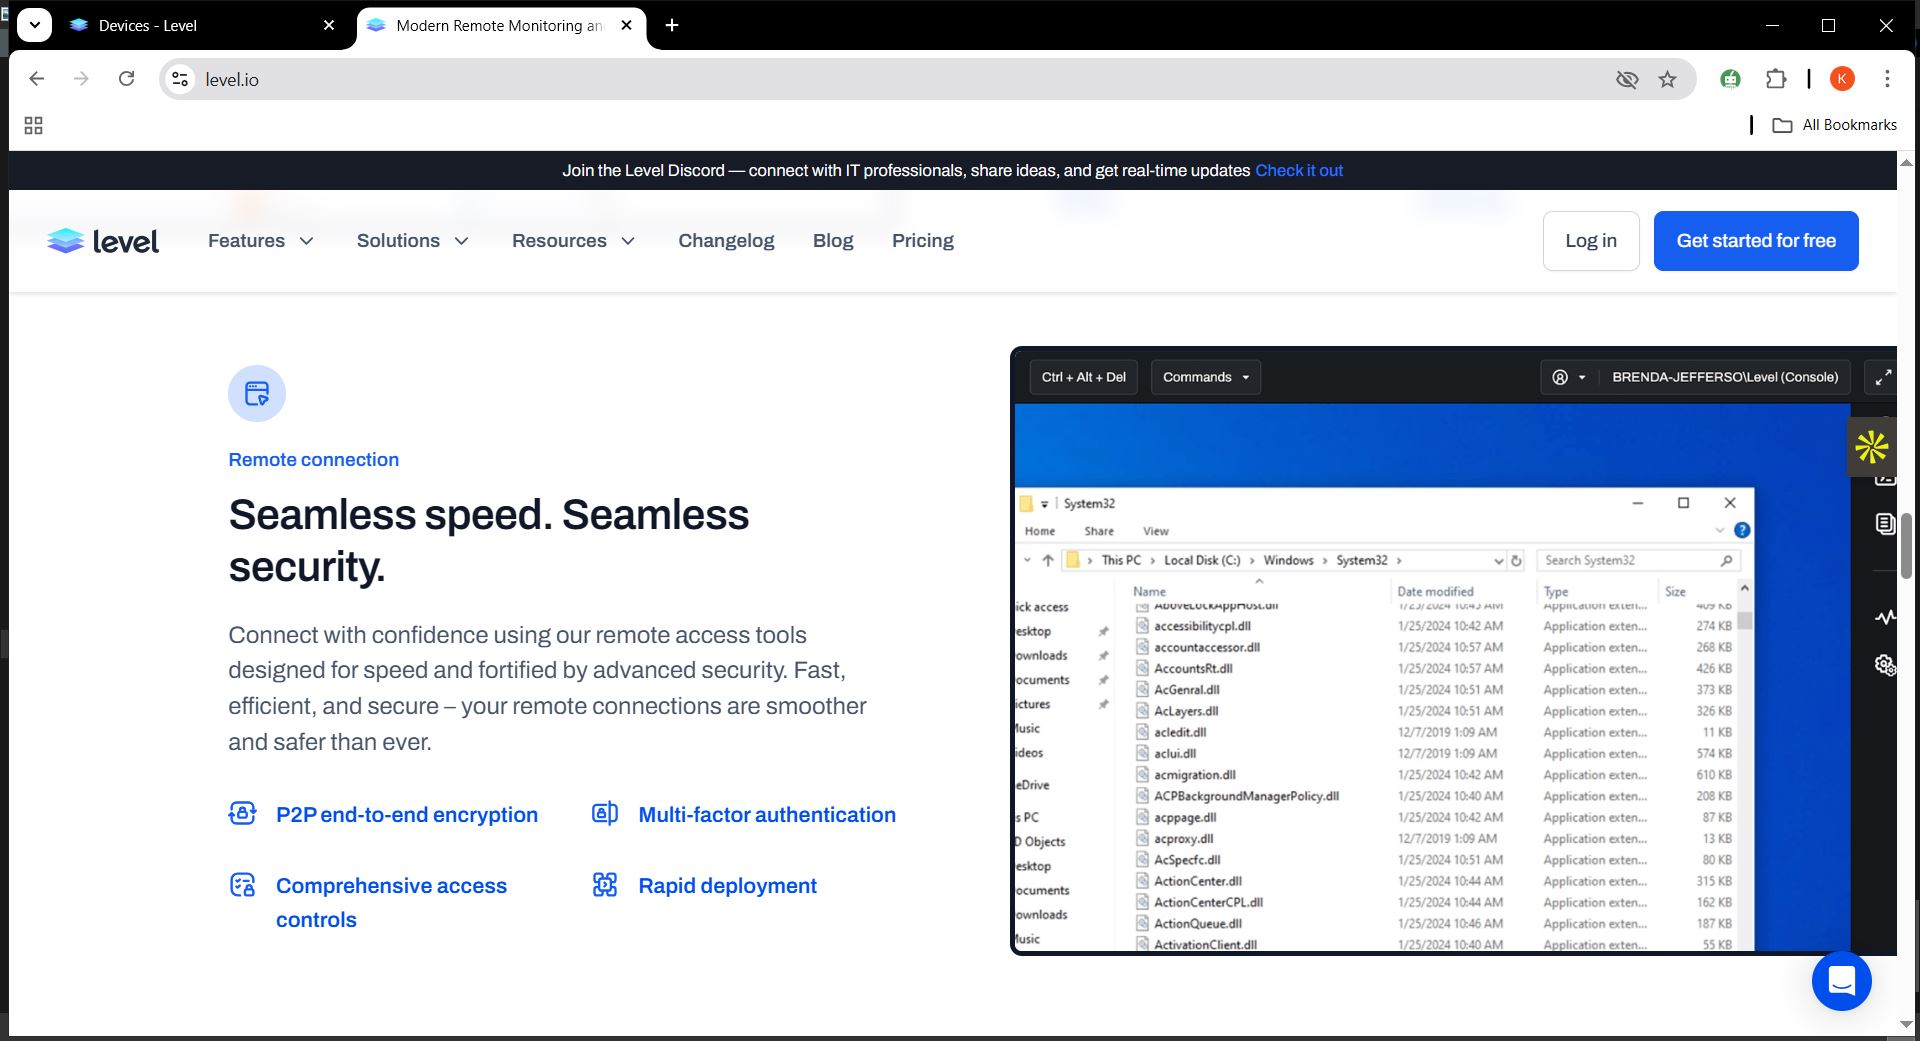 Devices - Level
Modern Remote Monitoring an
level.io
K
All Bookmarks
Join the Level Discord — connect with IT professionals, share ideas, and get real-time updates Check it out
level
Features
Solutions
Resources
Changelog
Blog
Pricing
Log in
Get started for free
Remote connection
Seamless speed. Seamless
security.
Connect with confidence using our remote access tools
designed for speed and fortified by advanced security. Fast,
efficient, and secure – your remote connections are smoother
and safer than ever.
P2P end-to-end encryption
Multi-factor authentication
Comprehensive access
controls
Rapid deployment
Ctrl + Alt + Del
Commands
BRENDA-JEFFERSO\Level (Console)
System32
Home Share View
?
This PC > Local Disk (C:) > Windows > System32 >
Search System32
Name Date modified Type Size
AboveLockAppHost.dll 1/25/2024 10:43 AM Application exten... 409 KB
accessibilitycpl.dll 1/25/2024 10:42 AM Application exten... 274 KB
accountaccessor.dll 1/25/2024 10:57 AM Application exten... 268 KB
AccountsRt.dll 1/25/2024 10:57 AM Application exten... 426 KB
AcGenral.dll 1/25/2024 10:51 AM Application exten... 373 KB
AcLayers.dll 1/25/2024 10:51 AM Application exten... 326 KB
acledit.dll 12/7/2019 1:09 AM Application exten... 11 KB
aclui.dll 12/7/2019 1:09 AM Application exten... 574 KB
acmigration.dll 1/25/2024 10:42 AM Application exten... 610 KB
ACPBackgroundManagerPolicy.dll 1/25/2024 10:40 AM Application exten... 208 KB
acppage.dll 1/25/2024 10:42 AM Application exten... 87 KB
acproxy.dll 12/7/2019 1:09 AM Application exten... 13 KB
AcSpecfc.dll 1/25/2024 10:51 AM Application exten... 80 KB
ActionCenter.dll 1/25/2024 10:44 AM Application exten... 315 KB
ActionCenterCPL.dll 1/25/2024 10:44 AM Application exten... 162 KB
ActionQueue.dll 1/25/2024 10:46 AM Application exten... 187 KB
ActivationClient.dll 1/25/2024 10:40 AM Application exten... 55 KB
ick access
esktop
ownloads
ocuments
ictures
Music
ideos
eDrive
s PC
D Objects
esktop
ocuments
ownloads
Music